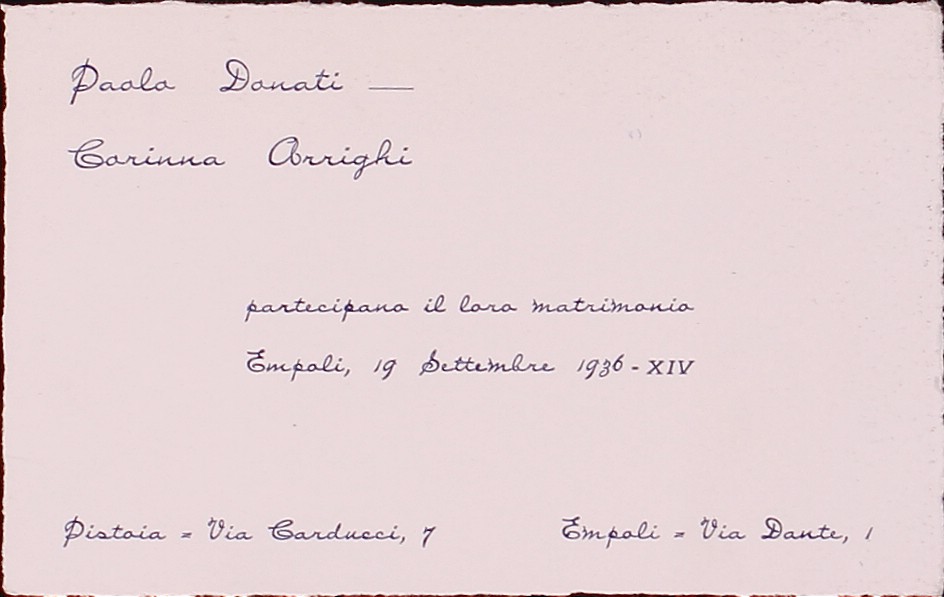 Paolo Donati —
Corinna Arrighi
partecipano il loro matrimonio
Empoli, 19 Settembre 1936 - XIV
Pistoia = Via Carducci, 7 Empoli = Via Dante, 1